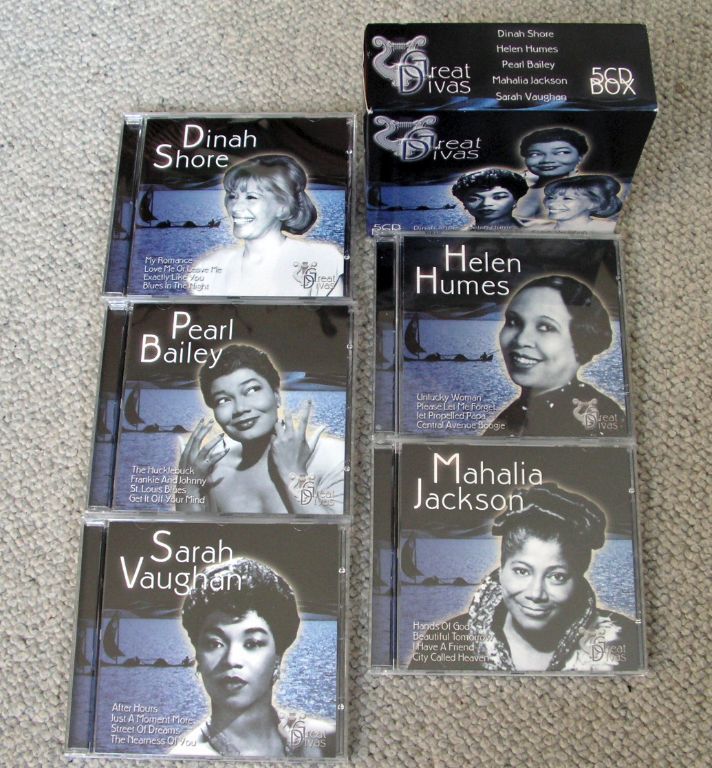 Dinah Shore
Helen Humes
Pearl Bailey
Mahalia Jackson
Sarah Vaughan
Great
Divas
5CD
BOX
Great
Divas
5CD
Dinah
Shore
My Romance
Love Me Or Leave Me
Exactly Like You
Blues In The Night
Great
Divas
Helen
Humes
Unlucky Woman
Please Let Me Forget
Jet Propelled Papa
Central Avenue Boogie
Great
Divas
Pearl
Bailey
The Hucklebuck
Frankie And Johnny
St. Louis Blues
Get It Off Your Mind
Great
Divas
Mahalia
Jackson
Hands Of God
Beautiful Tomorrow
I Have A Friend
City Called Heaven
Great
Divas
Sarah
Vaughan
After Hours
Just A Moment More
Street Of Dreams
The Nearness Of You
Great
Divas